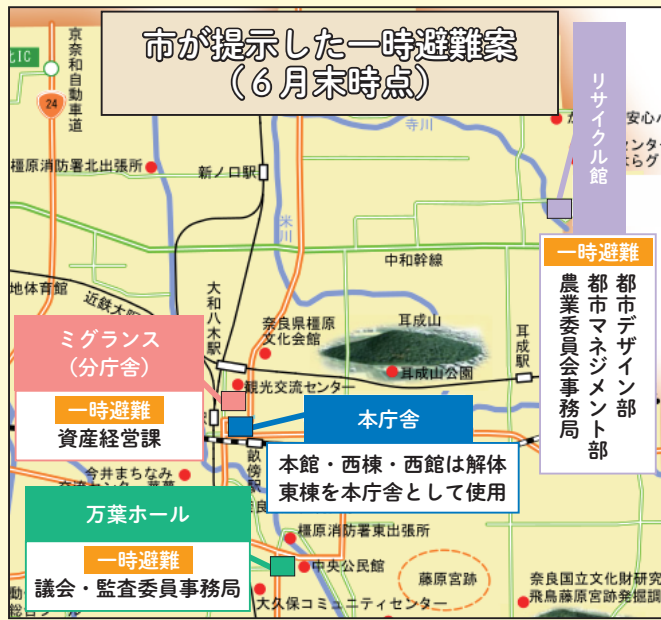 市が提示した一時避難案
（６月末時点）
京奈和自動車道
北IC
24
橿原消防署北出張所
新ノ口駅
米川
寺川
リサイクル館
安心パ
センター
らグ
一時避難
都市デザイン部
都市マネジメント部
農業委員会事務局
中和幹線
地体育館
近鉄大阪
大和八木駅
奈良県橿原
文化会館
耳成山
耳成駅
耳成山公園
観光交流センター
ミグランス
（分庁舎）
一時避難
資産経営課
本庁舎
本館・西棟・西館は解体
東棟を本庁舎として使用
畝傍駅
今井まちなみ
万葉ホール
一時避難
議会・監査委員事務局
橿原消防署東出張所
中央公民館
藤原宮跡
大久保コミュニティセンター
奈良国立文化財研究
飛鳥藤原宮跡発掘調